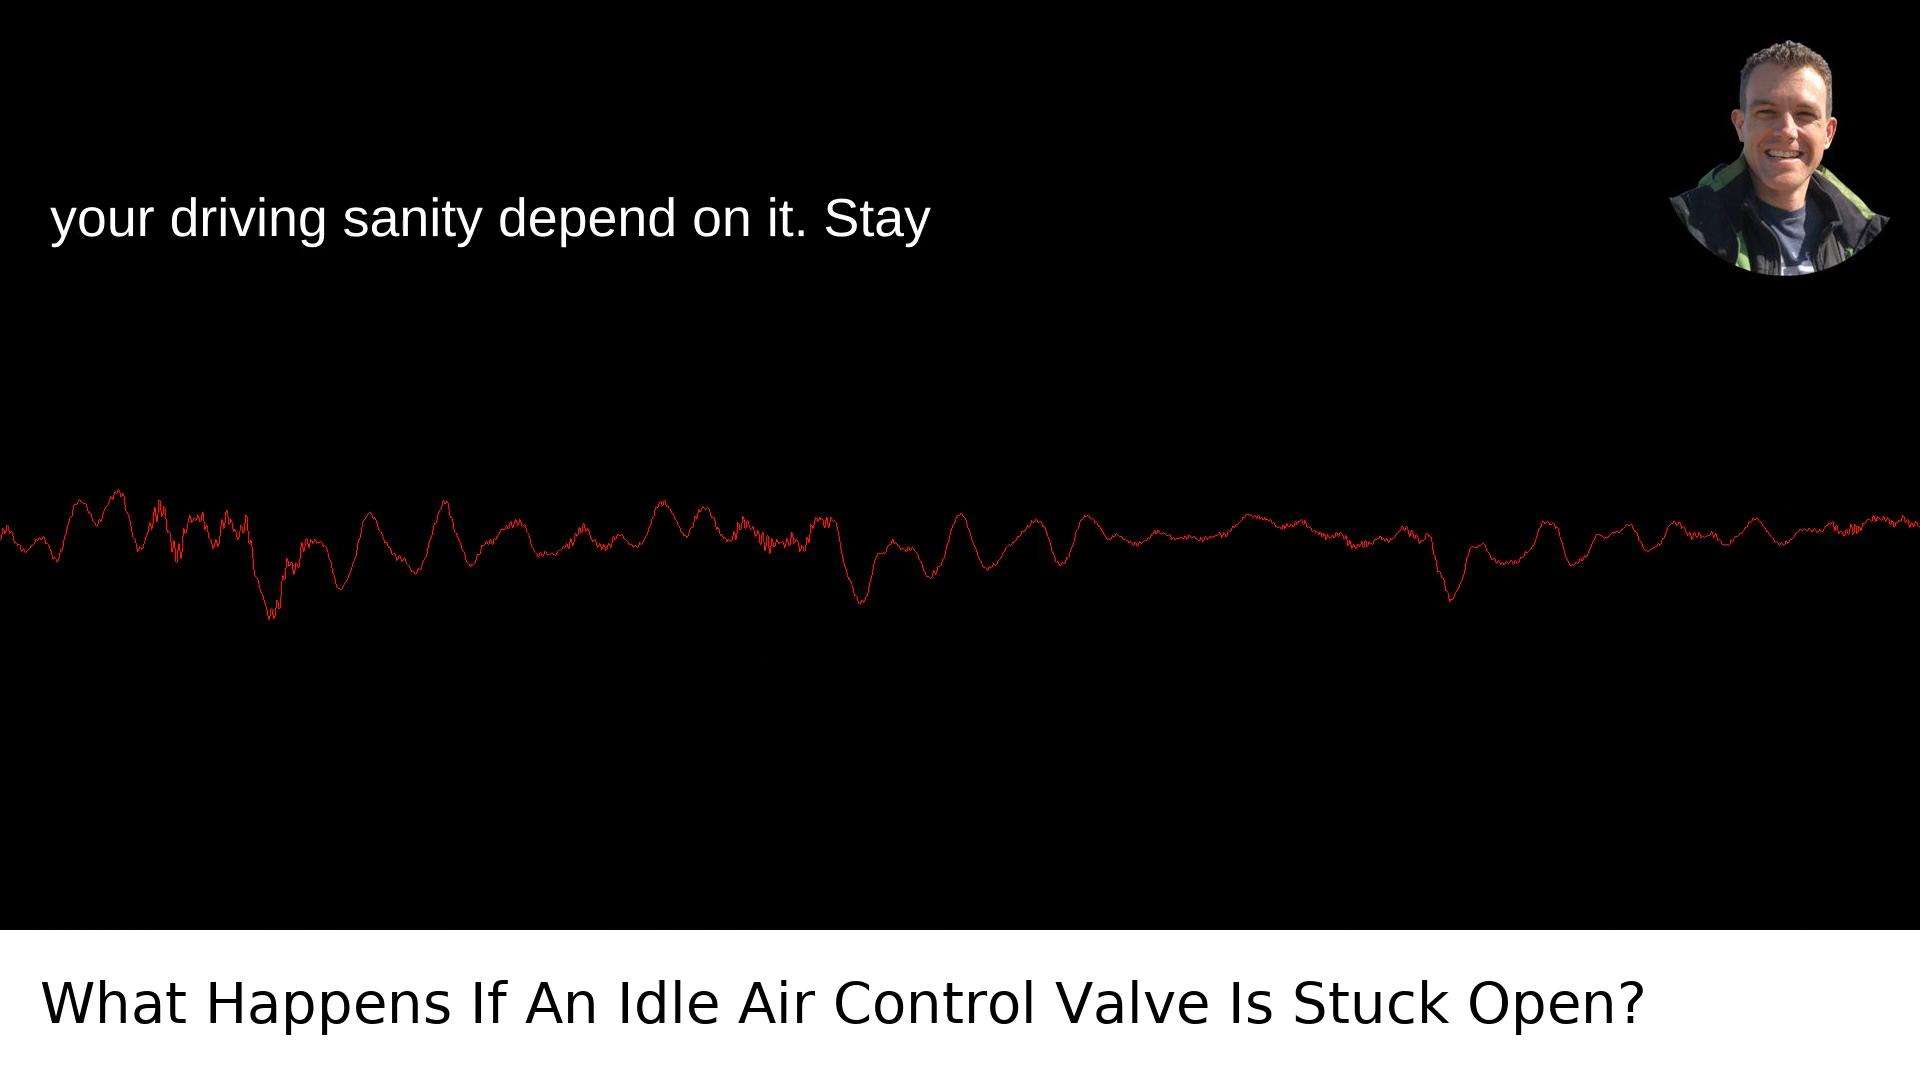 your driving sanity depend on it. Stay
What Happens If An Idle Air Control Valve Is Stuck Open?